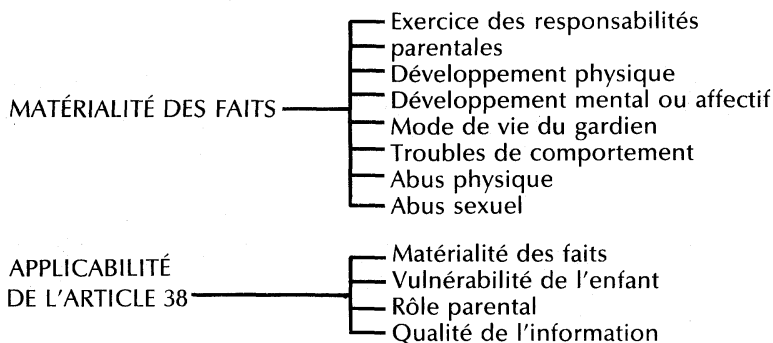 MATÉRIALITÉ DES FAITS
Exercice des responsabilités
parentales
Développement physique
Développement mental ou affectif
Mode de vie du gardien
Troubles de comportement
Abus physique
Abus sexuel
APPLICABILITÉ
DE L'ARTICLE 38
Matérialité des faits
Vulnérabilité de l'enfant
Rôle parental
Qualité de l'information